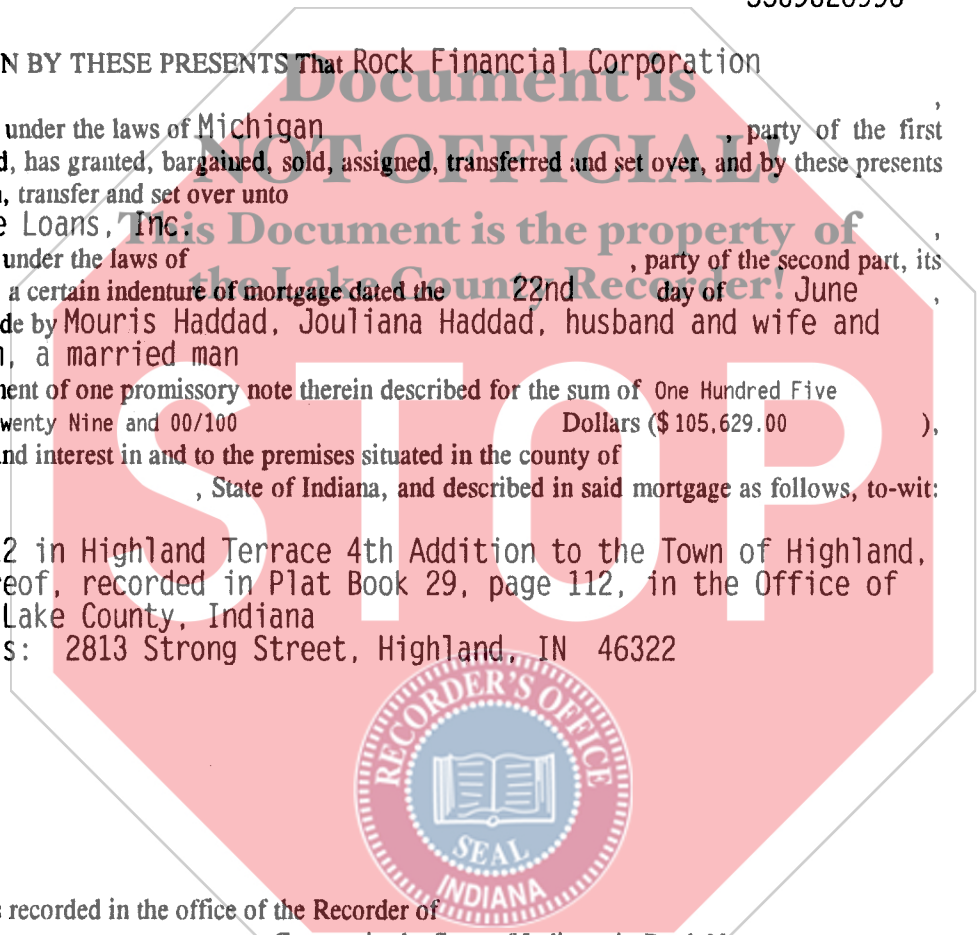 N BY THESE PRESENTS That Rock Financial Corporation
,
under the laws of Michigan , party of the first
d, has granted, bargained, sold, assigned, transferred and set over, and by these presents
, transfer and set over unto
e Loans, Inc. ,
under the laws of , party of the second part, its
a certain indenture of mortgage dated the 22nd day of June ,
de by Mouris Haddad, Jouliana Haddad, husband and wife and
, a married man
ent of one promissory note therein described for the sum of One Hundred Five
wenty Nine and 00/100 Dollars ($ 105,629.00 ),
nd interest in and to the premises situated in the county of
, State of Indiana, and described in said mortgage as follows, to-wit:
2 in Highland Terrace 4th Addition to the Town of Highland,
eof, recorded in Plat Book 29, page 112, in the Office of
Lake County, Indiana
s: 2813 Strong Street, Highland, IN 46322
recorded in the office of the Recorder of
Document is
NOT OFFICIAL!
This Document is the property of
the Lake County Recorder!
STOP
RECORDER'S OFFICE
SEAL
INDIANA